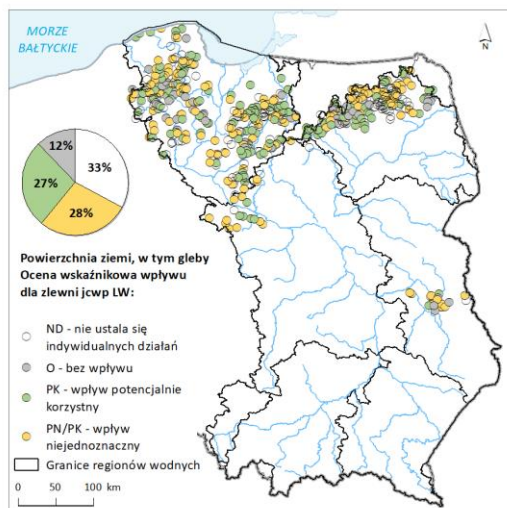 MORZE
BAŁTYCKIE
N
12%
33%
27%
28%
Powierzchnia ziemi, w tym gleby
Ocena wskaźnikowa wpływu
dla zlewni jcwp LW:
ND - nie ustala się
indywidualnych działań
O - bez wpływu
PK - wpływ potencjalnie
korzystny
PN/PK - wpływ
niejednoznaczny
Granice regionów wodnych
0 50 100 km